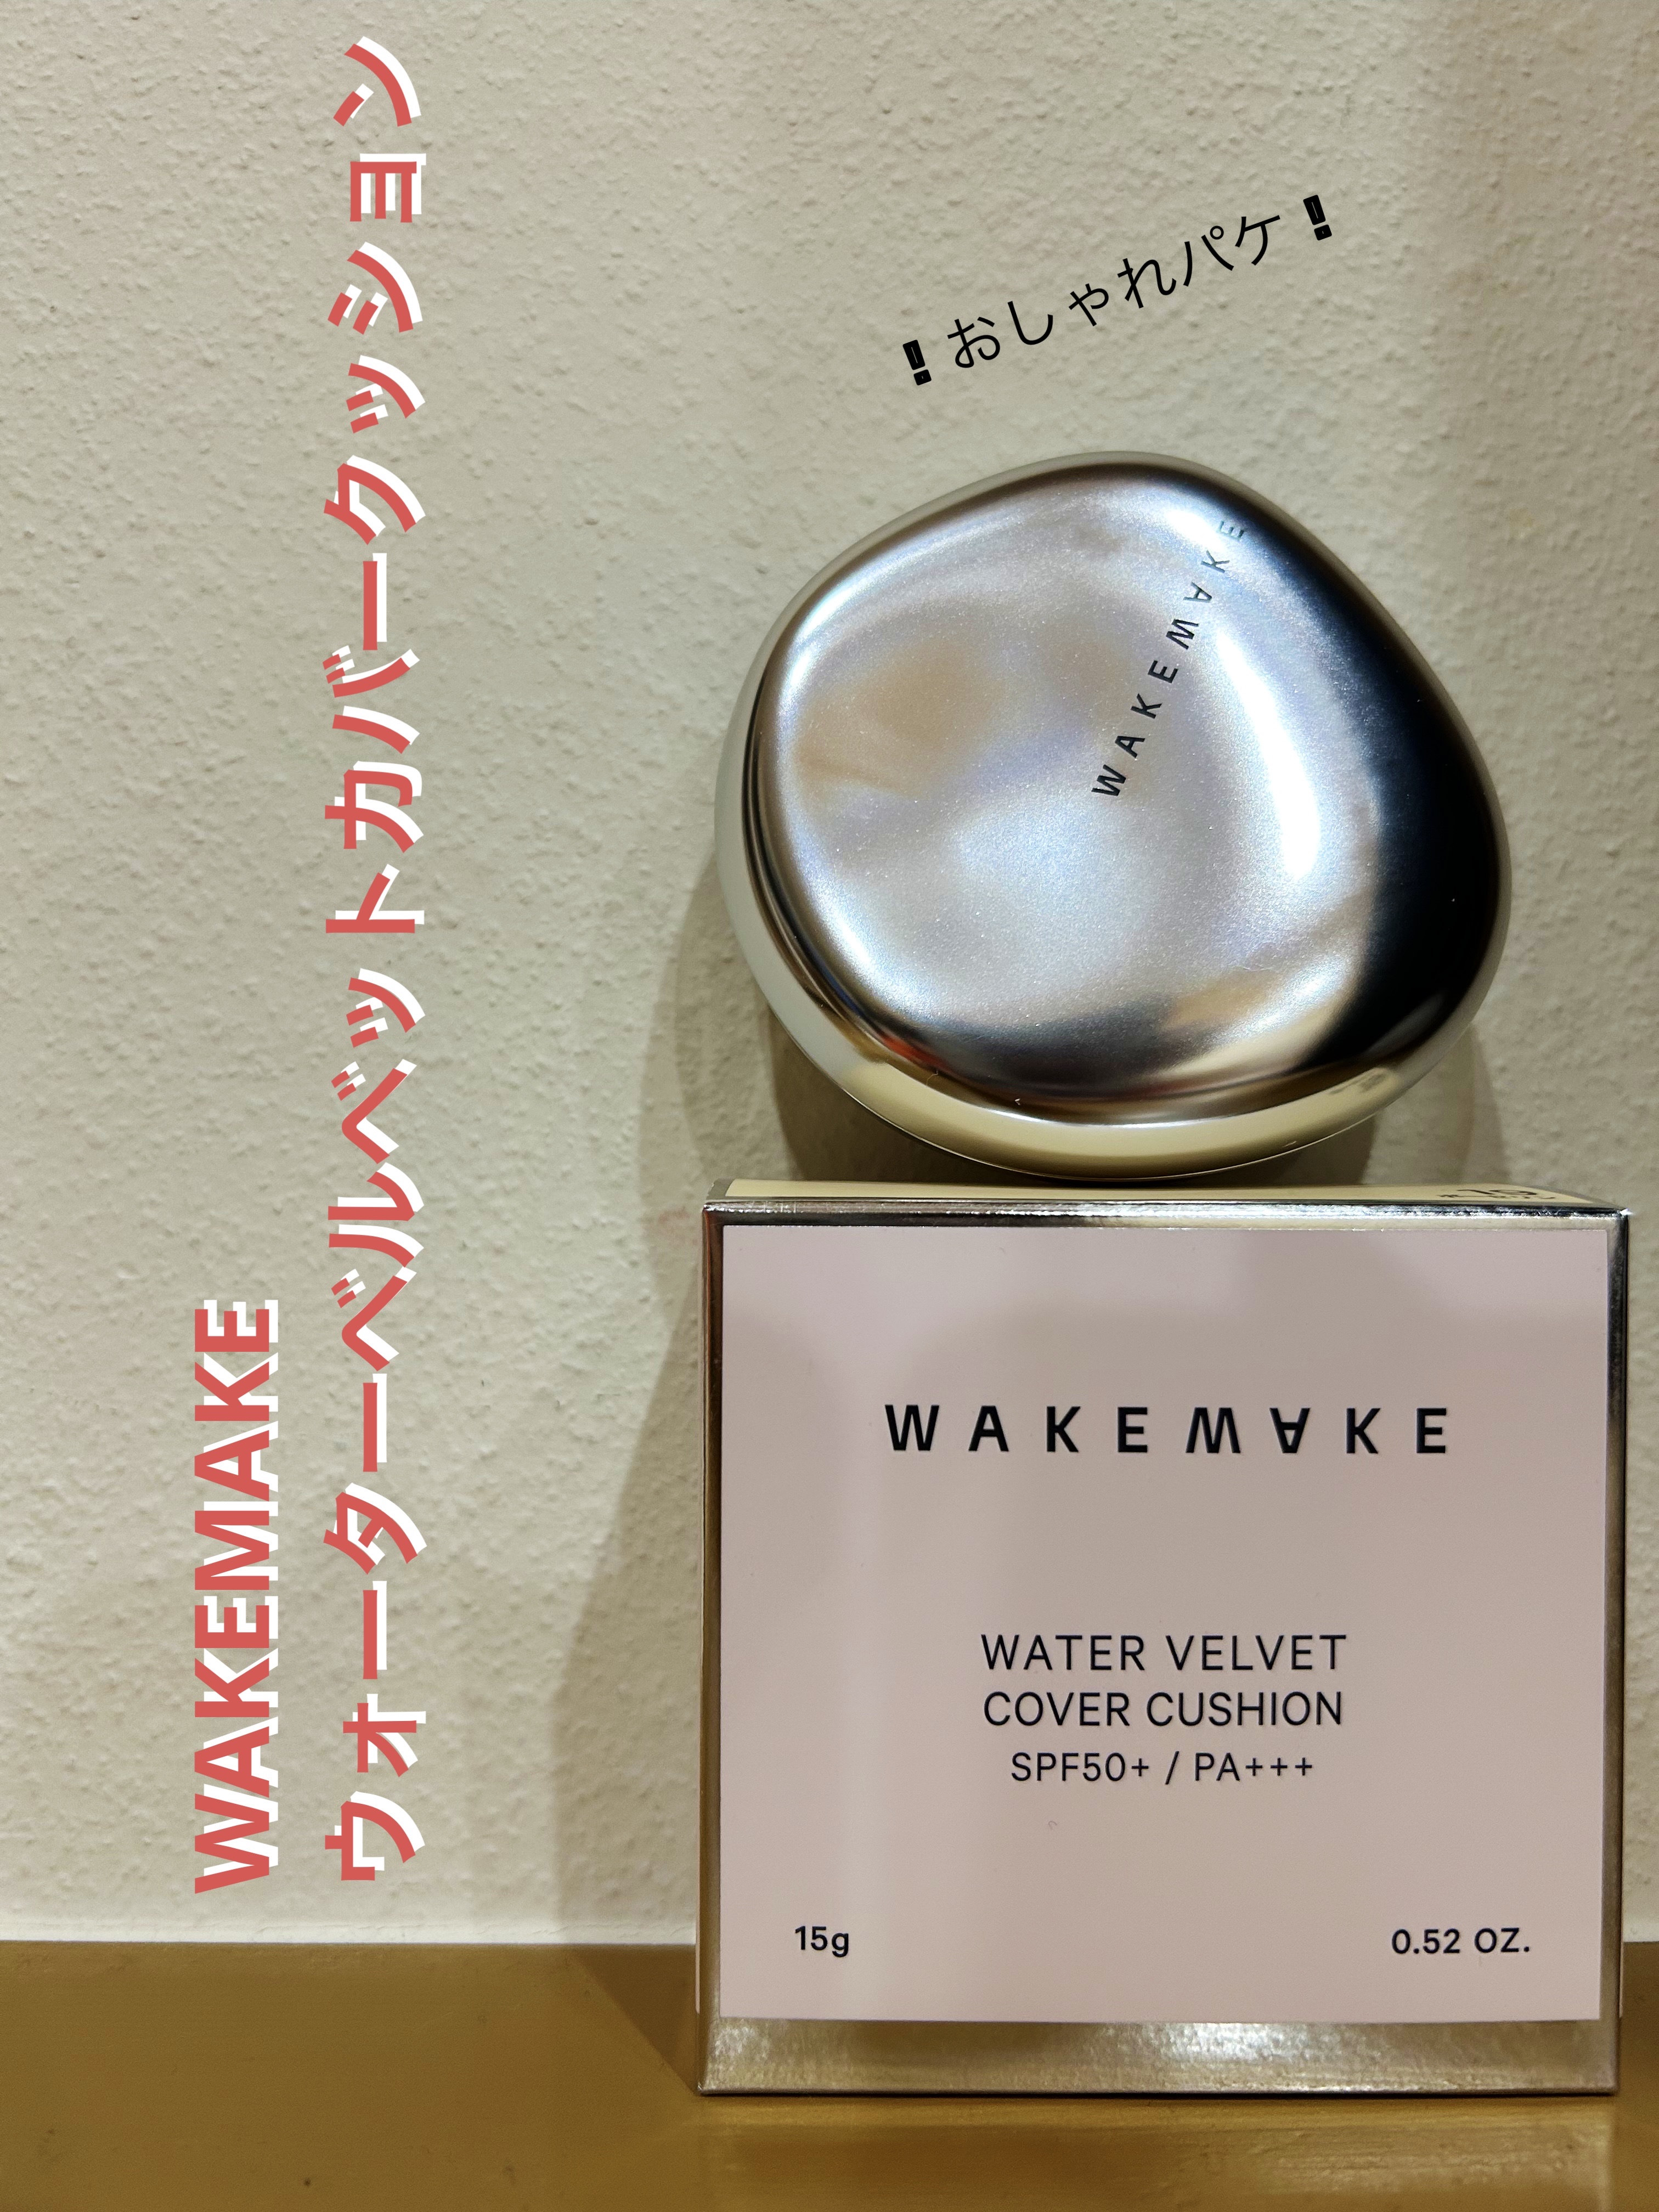 WAKEMAKE
ウォーターベルベットカバークッション
❗おしゃれパケ❗
WAKEMAKE
WAKEMAKE
WATER VELVET
COVER CUSHION
SPF50+ / PA+++
15g
0.52 OZ.